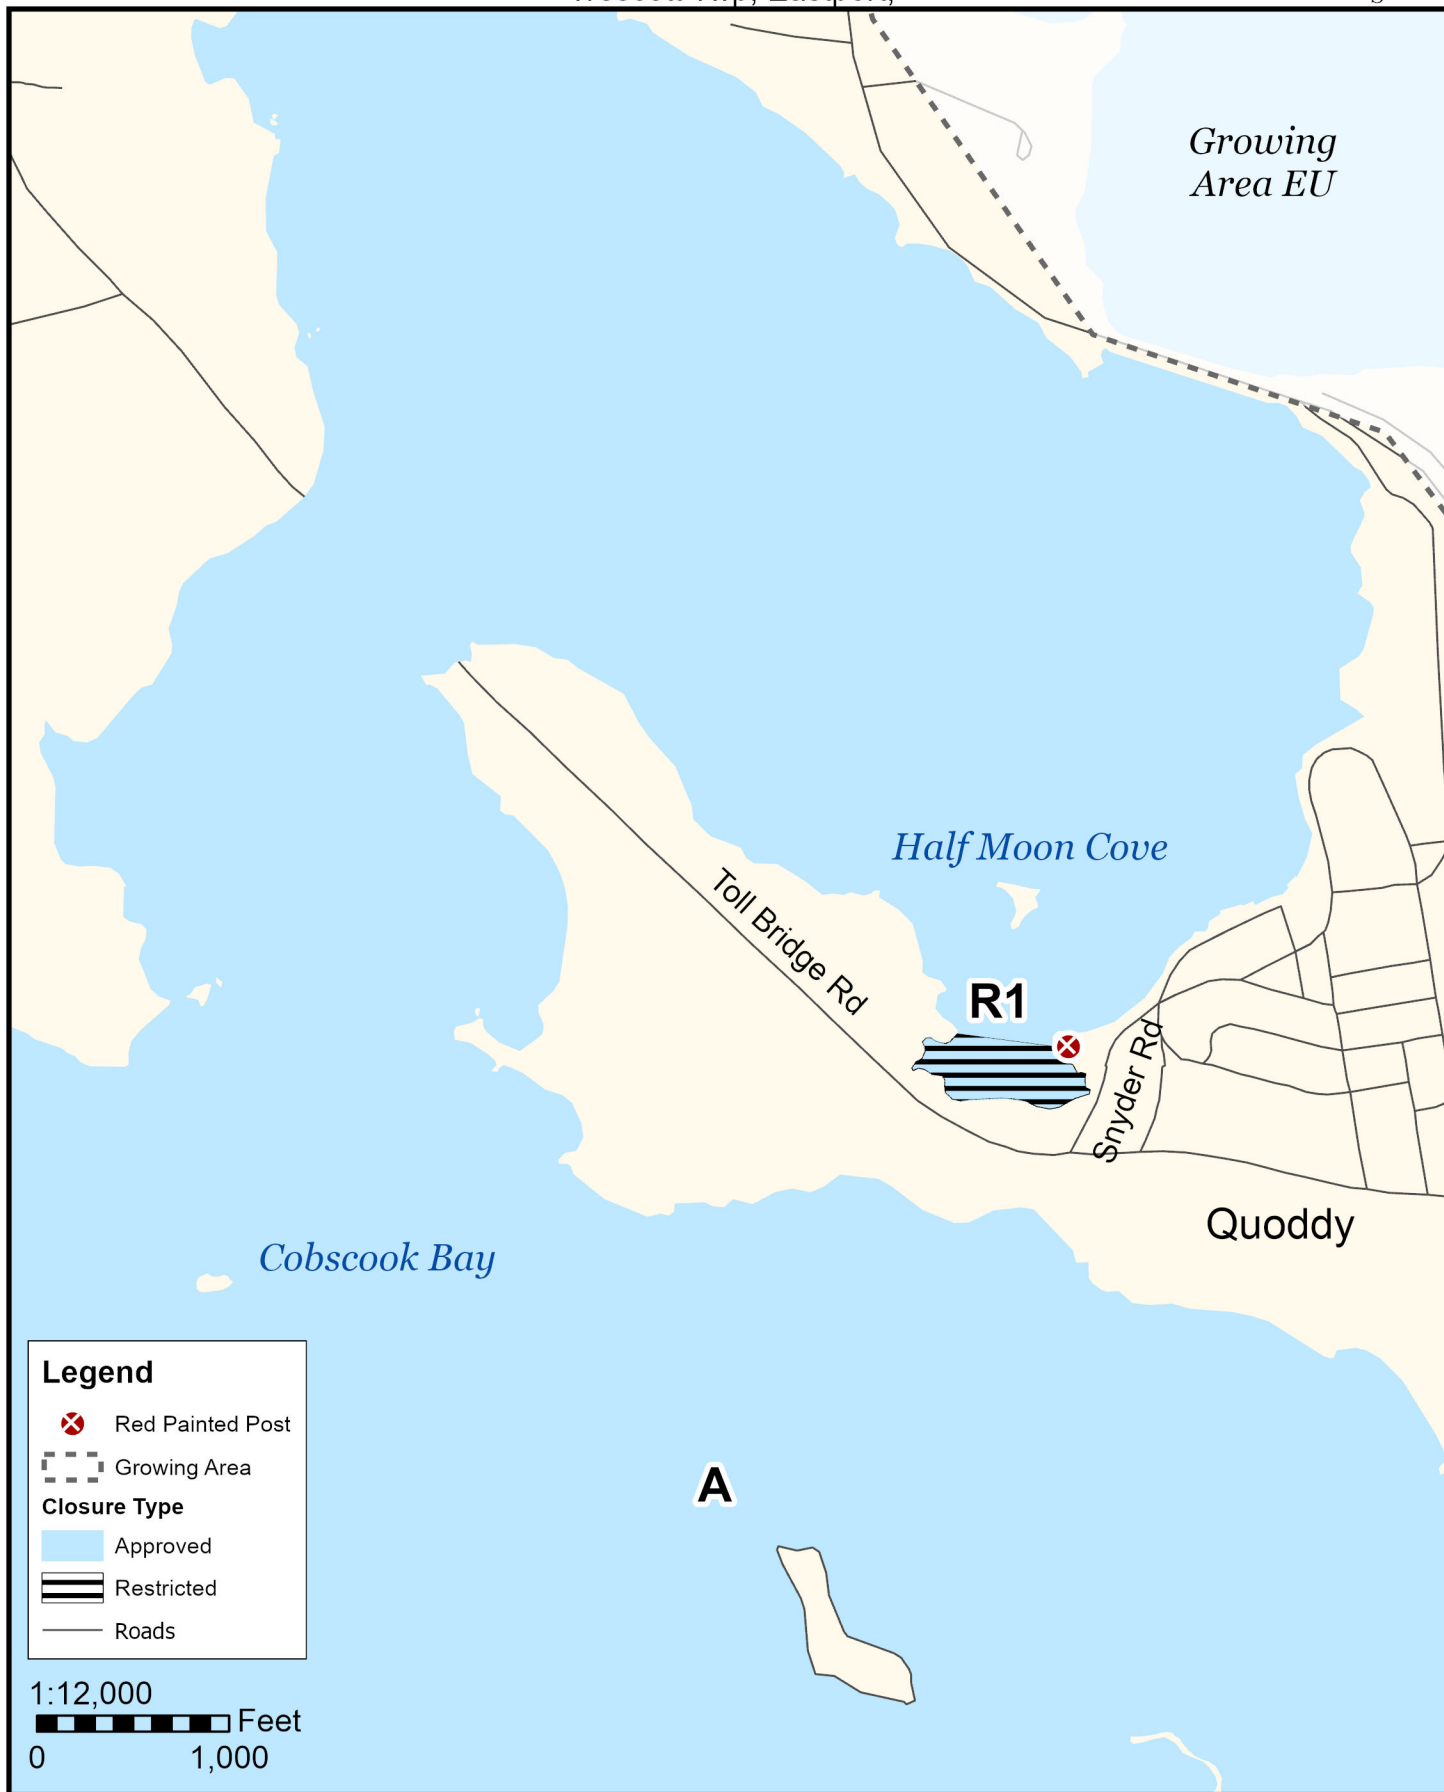 Growing
Area EU
Half Moon Cove
Toll Bridge Rd
R1
Snyder Rd
Quoddy
Cobscook Bay
A
Legend
Red Painted Post
Growing Area
Closure Type
Approved
Restricted
Roads
1:12,000
Feet
0 1,000